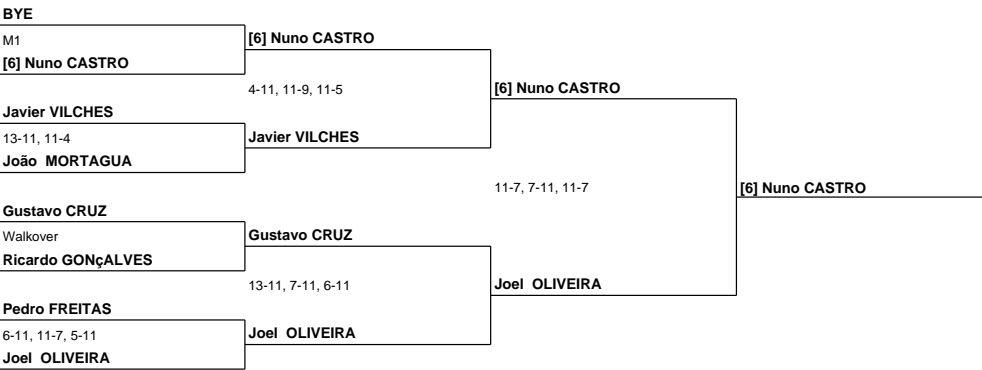 BYE
M1
[6] Nuno CASTRO
[6] Nuno CASTRO
4-11, 11-9, 11-5
[6] Nuno CASTRO
Javier VILCHES
13-11, 11-4
João MORTAGUA
Javier VILCHES
11-7, 7-11, 11-7
[6] Nuno CASTRO
Gustavo CRUZ
Walkover
Ricardo GONçALVES
Gustavo CRUZ
13-11, 7-11, 6-11
Joel OLIVEIRA
Pedro FREITAS
6-11, 11-7, 5-11
Joel OLIVEIRA
Joel OLIVEIRA